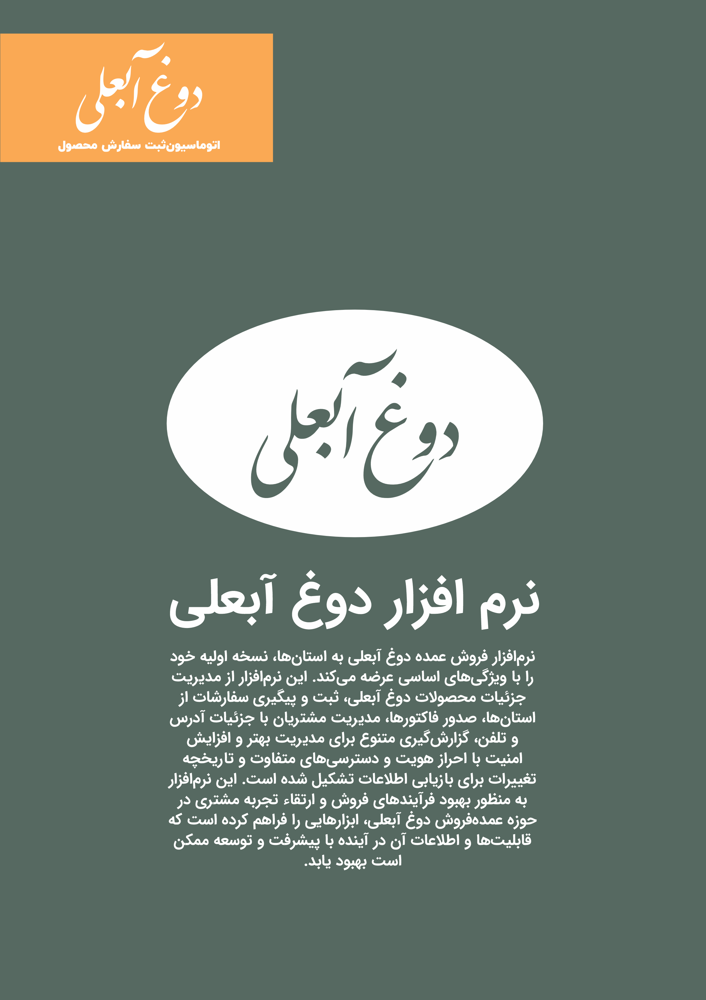 دوغ آبعلی
اتوماسیون‌ثبت سفارش محصول
دوغ آبعلی
نرم افزار دوغ آبعلی
نرم‌افزار فروش عمده دوغ آبعلی به استان‌ها، نسخه اولیه خود
را با ویژگی‌های اساسی عرضه می‌کند. این نرم‌افزار از مدیریت
جزئیات محصولات دوغ آبعلی، ثبت و پیگیری سفارشات از
استان‌ها، صدور فاکتورها، مدیریت مشتریان با جزئیات آدرس
و تلفن، گزارش‌گیری متنوع برای مدیریت بهتر و افزایش
امنیت با احراز هویت و دسترسی‌های متفاوت و تاریخچه
تغییرات برای بازیابی اطلاعات تشکیل شده است. این نرم‌افزار
به منظور بهبود فرآیندهای فروش و ارتقاء تجربه مشتری در
حوزه عمده‌فروش دوغ آبعلی، ابزارهایی را فراهم کرده است که
قابلیت‌ها و اطلاعات آن در آینده با پیشرفت و توسعه ممکن
است بهبود یابد.